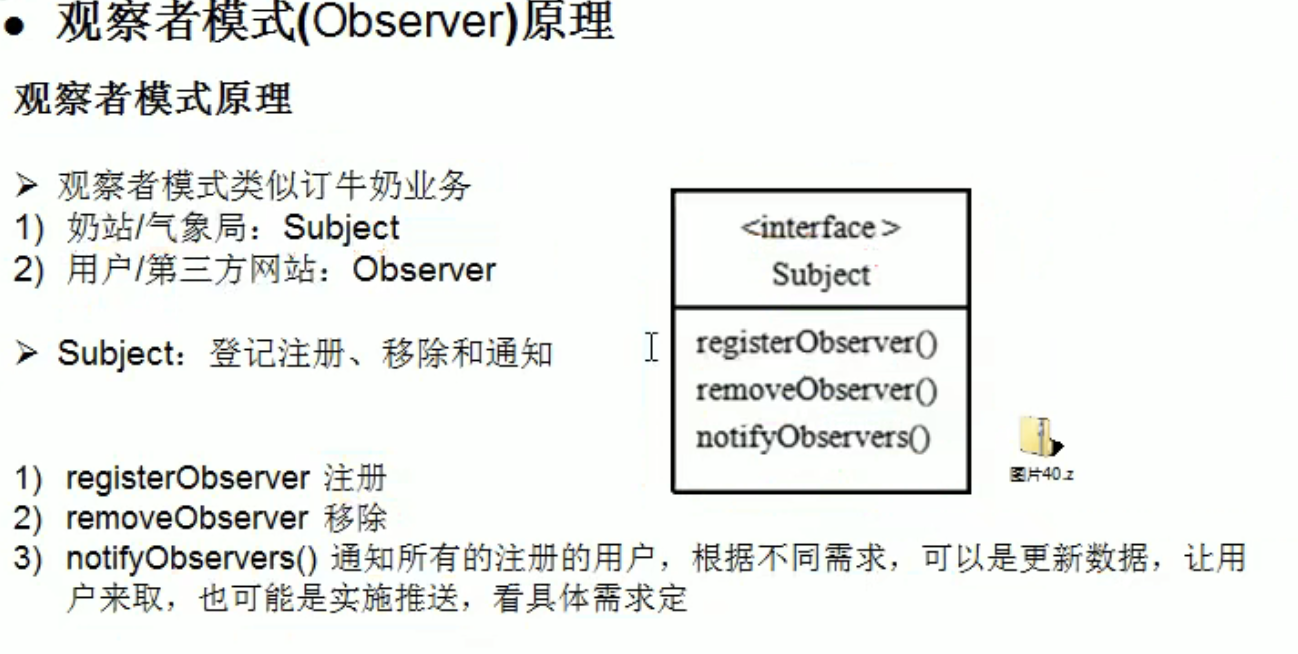 ● 观察者模式(Observer)原理
观察者模式原理
➢ 观察者模式类似订牛奶业务
1) 奶站/气象局：Subject
2) 用户/第三方网站：Observer
➢ Subject：登记注册、移除和通知
1) registerObserver 注册
2) removeObserver 移除
3) notifyObservers() 通知所有的注册的用户，根据不同需求，可以是更新数据，让用
户来取，也可能是实施推送，看具体需求定
<interface >
Subject
registerObserver()
removeObserver()
notifyObservers()
图片40.z